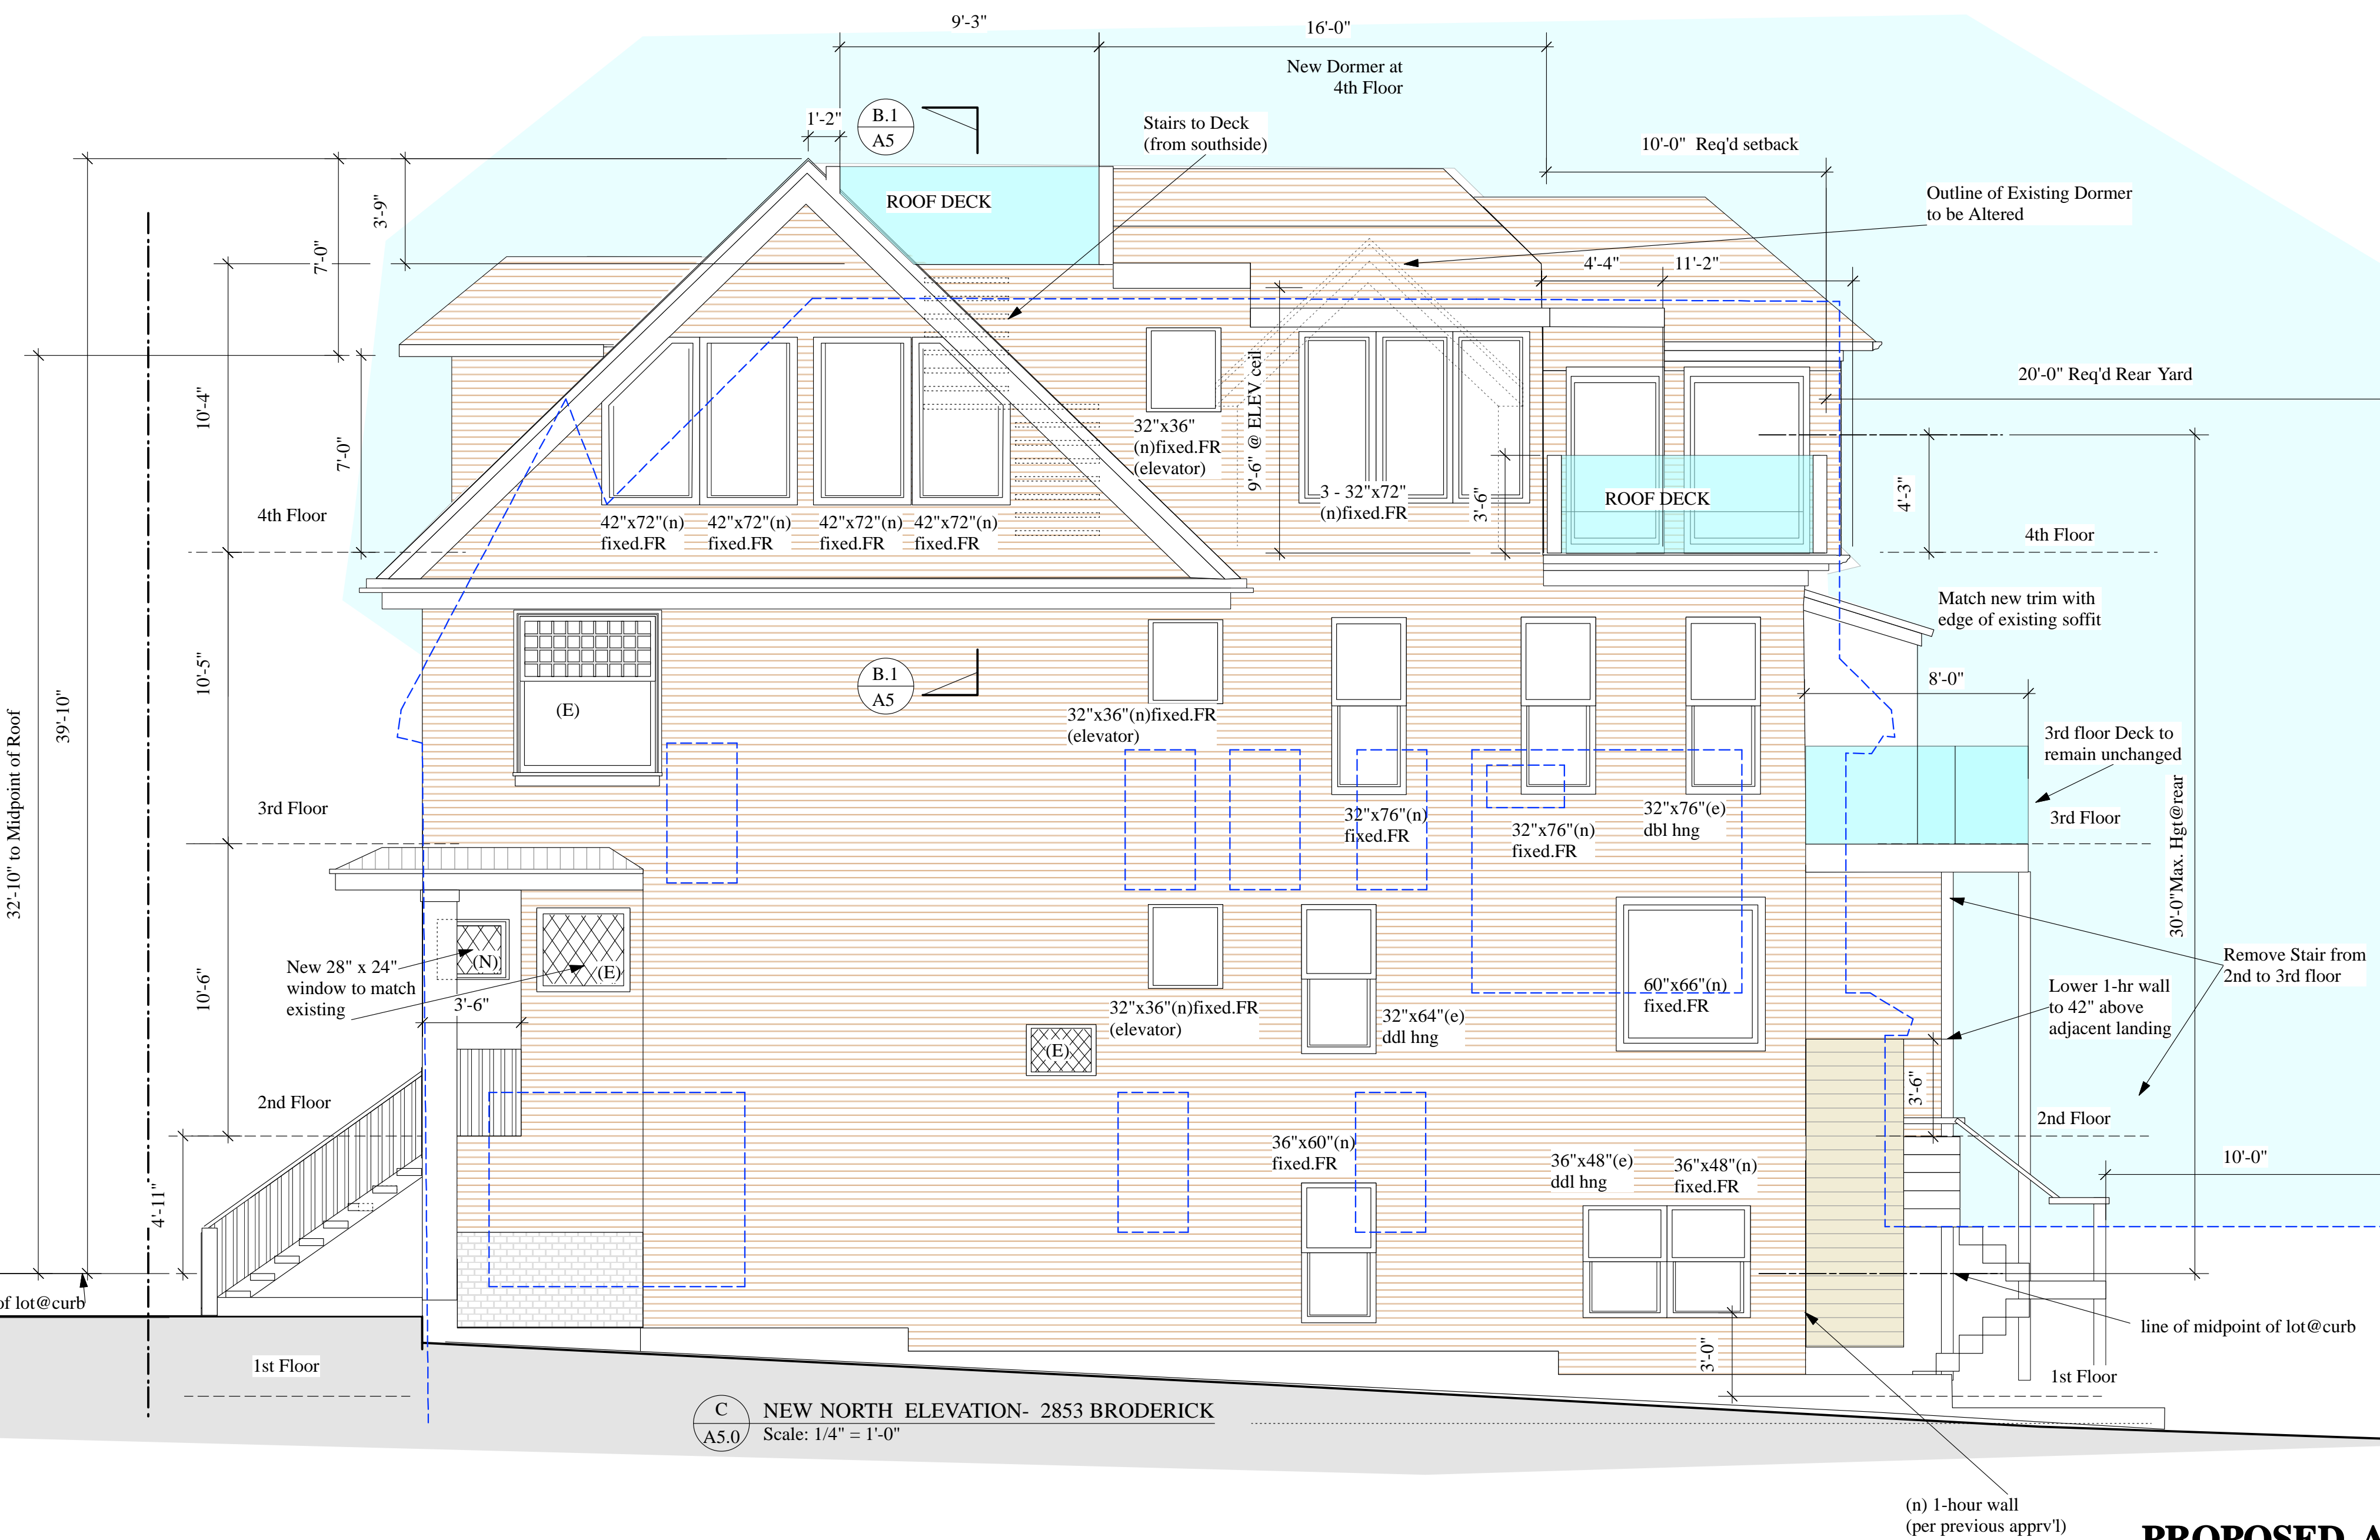 9'-3"
16'-0"
New Dormer at
4th Floor
1'-2"
B.1
A5
Stairs to Deck
(from southside)
10'-0"  Req'd setback
ROOF DECK
Outline of Existing Dormer
to be Altered
3'-9"
7'-0"
4'-4"
11'-2"
20'-0" Req'd Rear Yard
10'-4"
7'-0"
9'-6" @ ELEV ceil
32"x36"
(n)fixed.FR
(elevator)
3 - 32"x72"
(n)fixed.FR
3'-6"
ROOF DECK
4'-3"
4th Floor
4th Floor
42"x72"(n)
fixed.FR
42"x72"(n)
fixed.FR
42"x72"(n)
fixed.FR
42"x72"(n)
fixed.FR
Match new trim with
edge of existing soffit
10'-5"
39'-10"
32'-10" to Midpoint of Roof
(E)
B.1
A5
8'-0"
32"x36"(n)fixed.FR
(elevator)
3rd floor Deck to
remain unchanged
3rd Floor
3rd Floor
32"x76"(n)
fixed.FR
32"x76"(n)
fixed.FR
32"x76"(e)
dbl hng
30'-0"Max. Hgt@rear
10'-6"
New 28" x 24"
window to match
existing
(N)
(E)
3'-6"
32"x36"(n)fixed.FR
(elevator)
(E)
32"x64"(e)
ddl hng
60"x66"(n)
fixed.FR
Remove Stair from
2nd to 3rd floor
Lower 1-hr wall
to 42" above
adjacent landing
3'-6"
2nd Floor
2nd Floor
4'-11"
36"x60"(n)
fixed.FR
36"x48"(e)
ddl hng
36"x48"(n)
fixed.FR
10'-0"
of lot@curb
line of midpoint of lot@curb
3'-0"
1st Floor
1st Floor
C
A5.0
NEW NORTH  ELEVATION-  2853 BRODERICK
Scale: 1/4" = 1'-0"
(n) 1-hour wall
(per previous apprv'l)
PROPOSED A